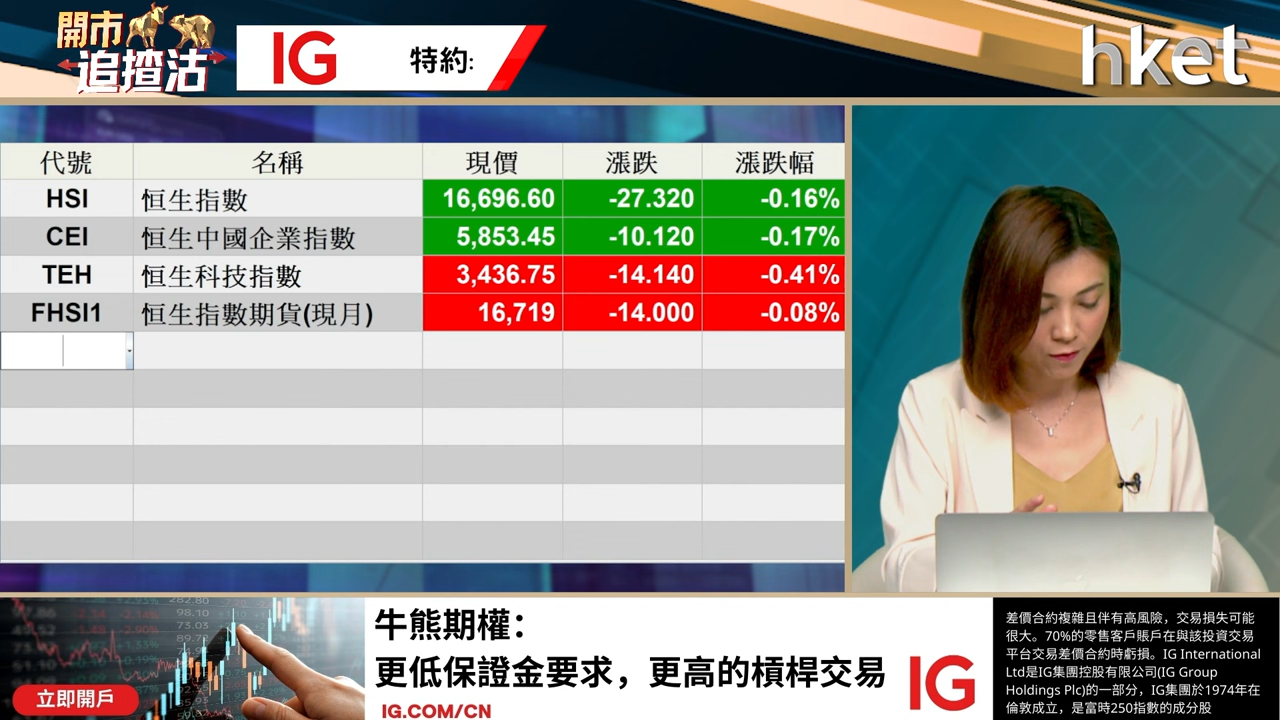 開市
追揸沽
IG 特約:
hket
代號 名稱 現價 漲跌 漲跌幅
HSI 恒生指數 16,696.60 -27.320 -0.16%
CEI 恒生中國企業指數 5,853.45 -10.120 -0.17%
TEH 恒生科技指數 3,436.75 -14.140 -0.41%
FHSI1 恒生指數期貨(現月) 16,719 -14.000 -0.08%
立即開戶
牛熊期權：
更低保證金要求，更高的槓桿交易
IG.COM/CN
IG
差價合約複雜且伴有高風險，交易損失可能
很大。70%的零售客戶賬戶在與該投資交易
平台交易差價合約時虧損。IG International
Ltd是IG集團控股有限公司(IG Group
Holdings Plc)的一部分，IG集團於1974年在
倫敦成立，是富時250指數的成分股